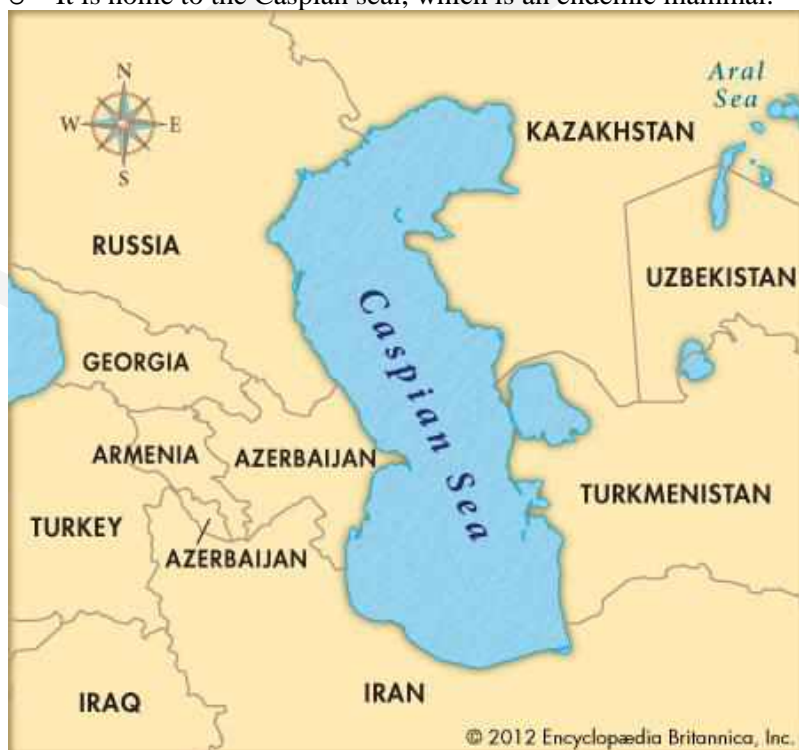 It is home to the Caspian seal, which is an endemic mammal.
N
W
E
S
Aral
Sea
KAZAKHSTAN
RUSSIA
UZBEKISTAN
Caspian Sea
GEORGIA
ARMENIA
AZERBAIJAN
TURKMENISTAN
TURKEY
AZERBAIJAN
IRAQ
IRAN
© 2012 Encyclopædia Britannica, Inc.